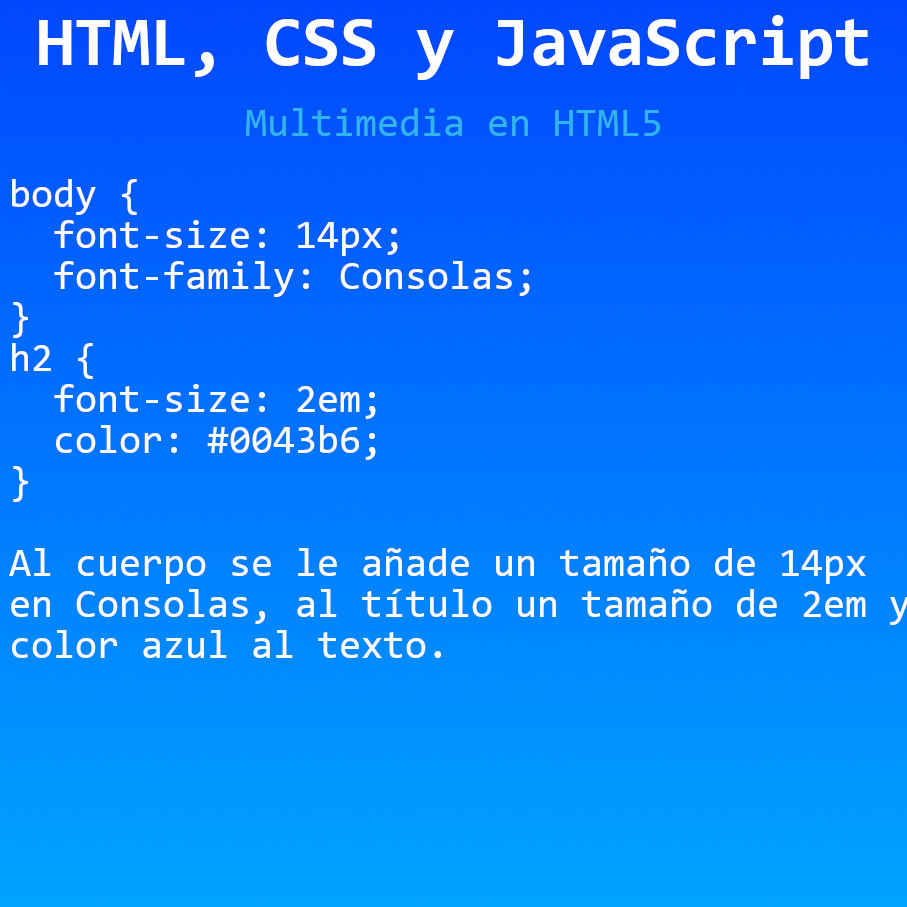 HTML, CSS y JavaScript
Multimedia en HTML5
body {
  font-size: 14px;
  font-family: Consolas;
}
h2 {
  font-size: 2em;
  color: #0043b6;
}
Al cuerpo se le añade un tamaño de 14px
en Consolas, al título un tamaño de 2em y
color azul al texto.